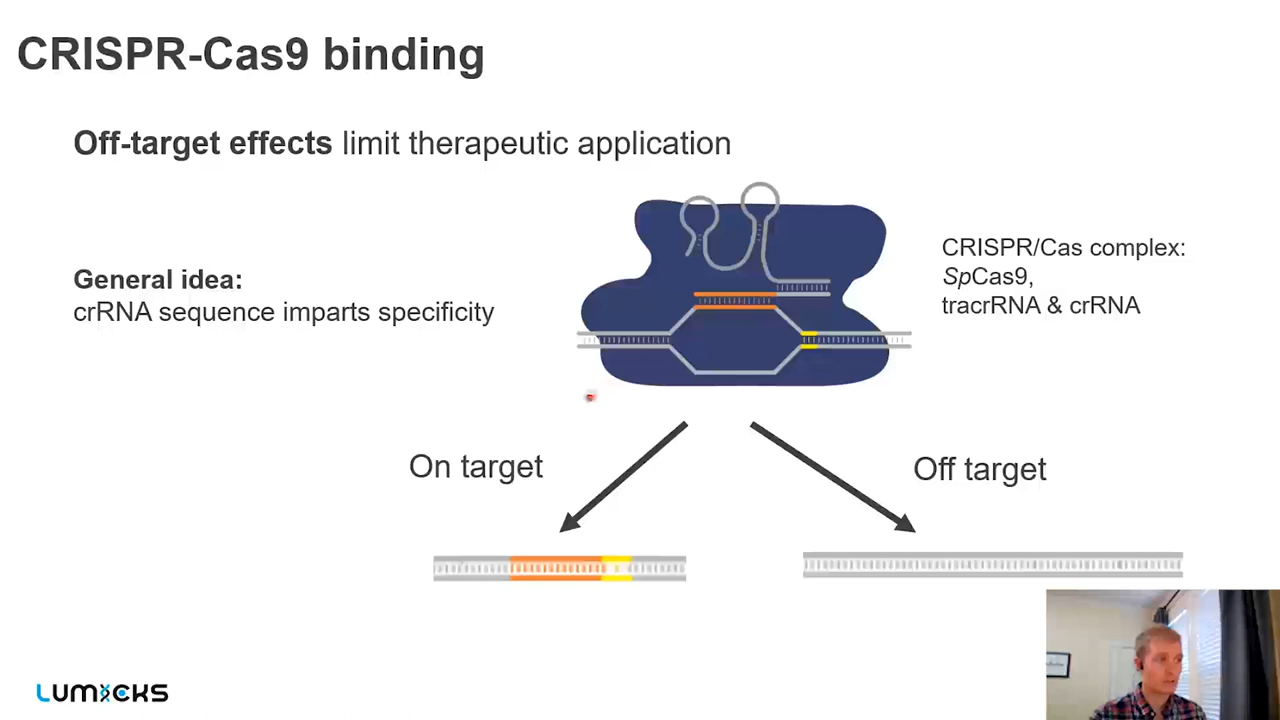 CRISPR-Cas9 binding
Off-target effects limit therapeutic application
General idea:
crRNA sequence imparts specificity
CRISPR/Cas complex:
SpCas9,
tracrRNA & crRNA
On target
Off target
LUMICKS